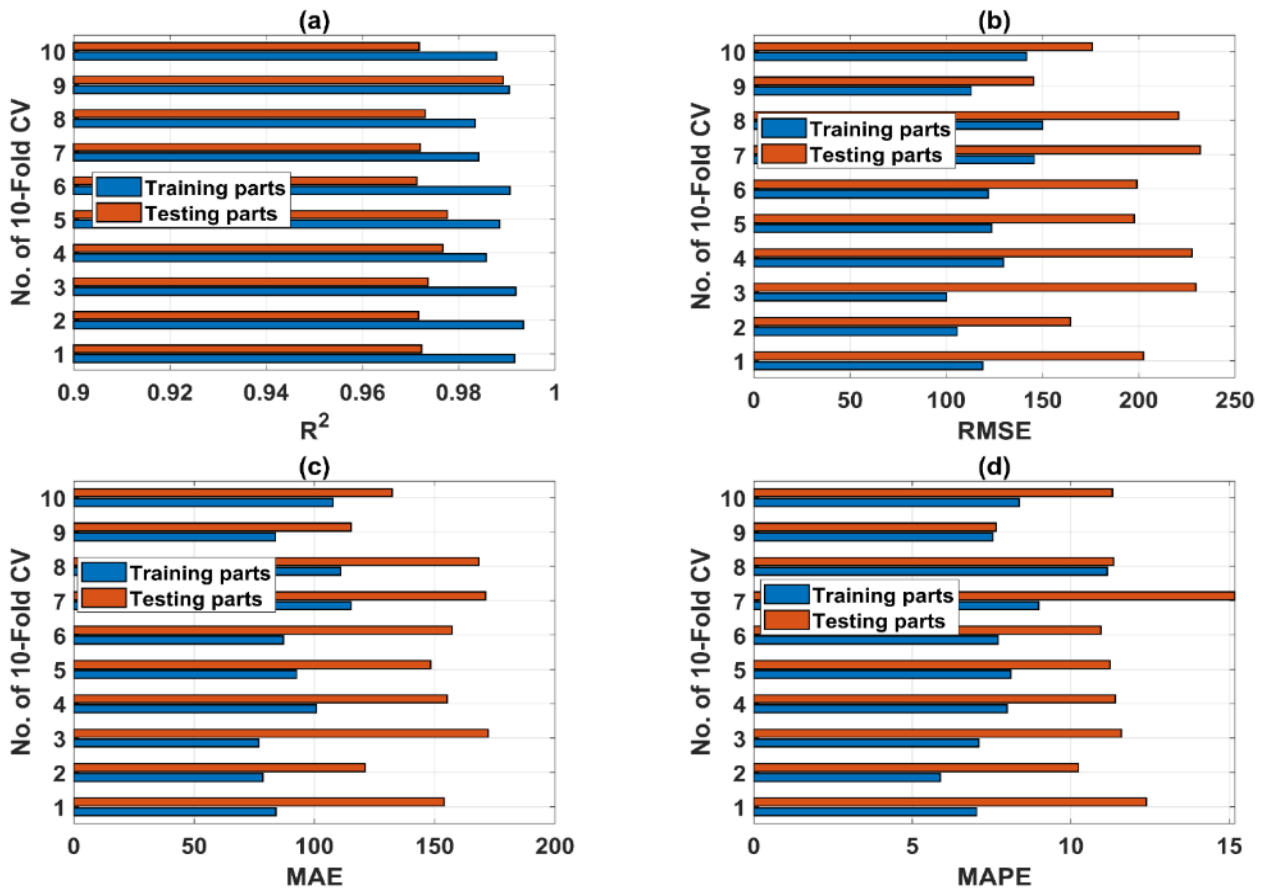 (a)
No. of 10-Fold CV
10
9
8
7
6
5
4
3
2
1
Training parts
Testing parts
0.9 0.92 0.94 0.96 0.98 1
R²
(b)
No. of 10-Fold CV
10
9
8
7
6
5
4
3
2
1
Training parts
Testing parts
0 50 100 150 200 250
RMSE
(c)
No. of 10-Fold CV
10
9
8
7
6
5
4
3
2
1
Training parts
Testing parts
0 50 100 150 200
MAE
(d)
No. of 10-Fold CV
10
9
8
7
6
5
4
3
2
1
Training parts
Testing parts
0 5 10 15
MAPE